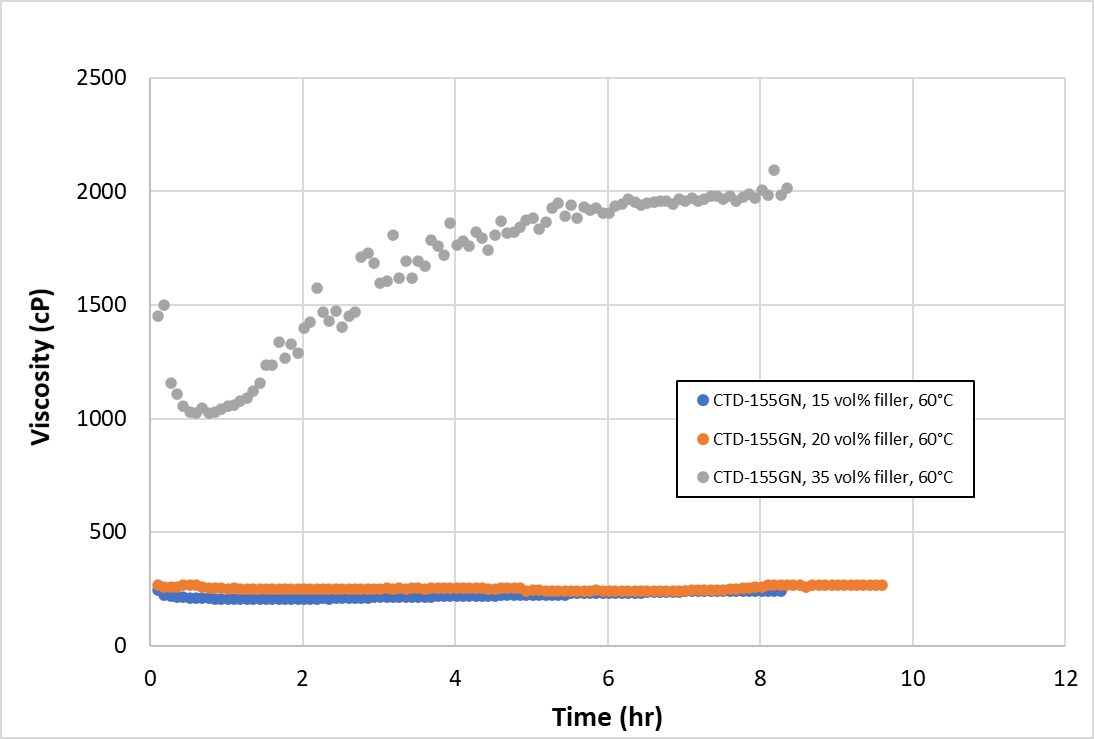 2500
2000
1500
1000
500
0
Viscosity (cP)
CTD-155GN, 15 vol% filler, 60°C
CTD-155GN, 20 vol% filler, 60°C
CTD-155GN, 35 vol% filler, 60°C
0 2 4 6 8 10 12
Time (hr)